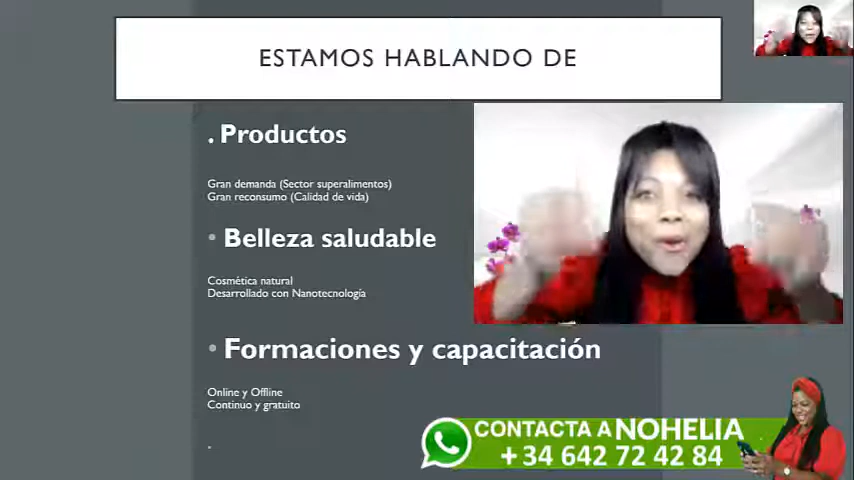 ESTAMOS HABLANDO DE
. Productos
Gran demanda (Sector superalimentos)
Gran reconsumo (Calidad de vida)
• Belleza saludable
Cosmética natural
Desarrollado con Nanotecnología
• Formaciones y capacitación
Online y Offline
Continuo y gratuito
.
CONTACTA A NOHELIA
+34 642 72 42 84